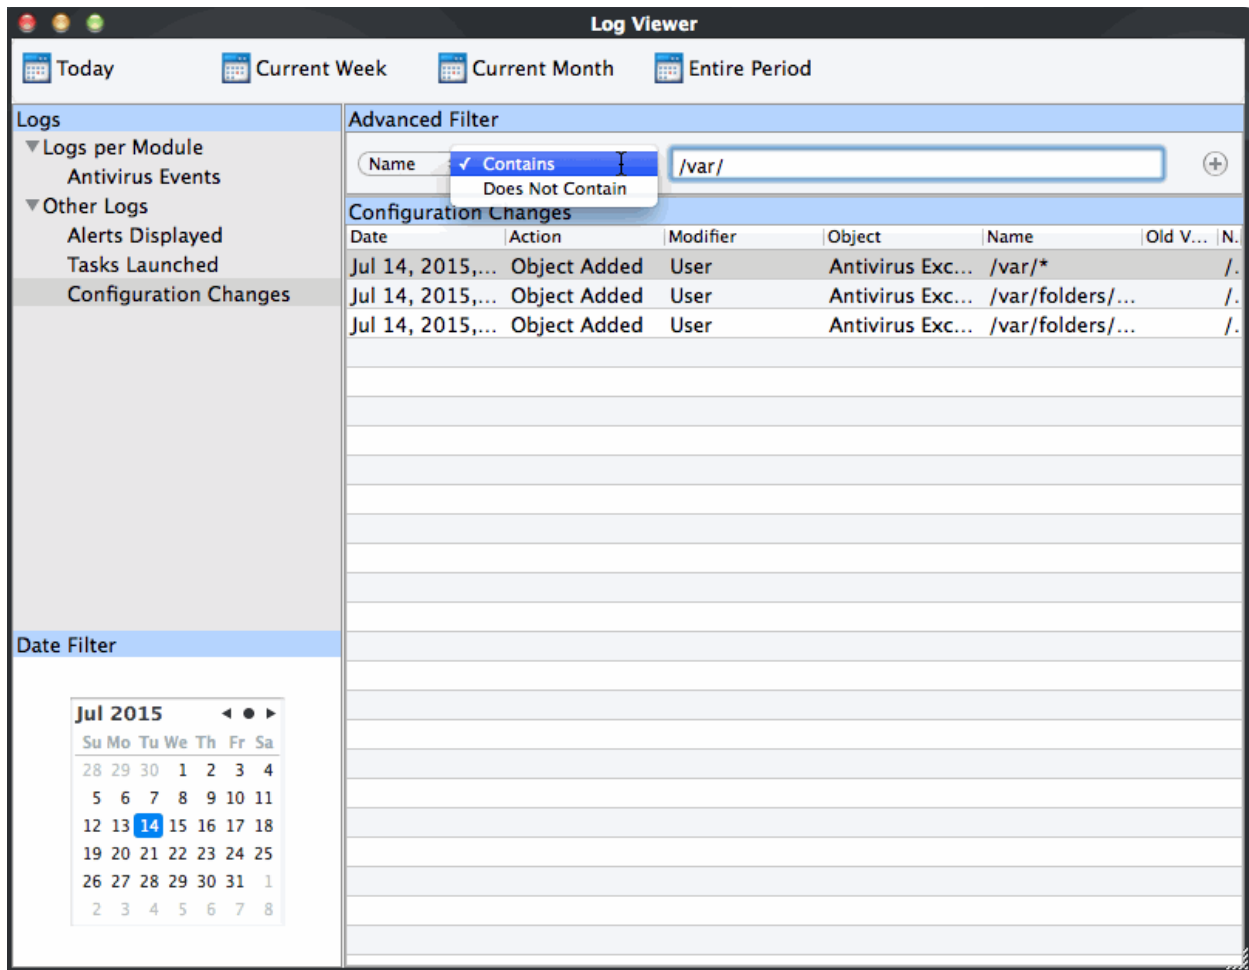 Log Viewer
Today Current Week Current Month Entire Period
Logs
Logs per Module
Antivirus Events
Other Logs
Alerts Displayed
Tasks Launched
Configuration Changes
Advanced Filter
Name ✓ Contains /var/
Does Not Contain
Configuration Changes
Date Action Modifier Object Name Old V... N.
Jul 14, 2015,... Object Added User Antivirus Exc... /var/* /.
Jul 14, 2015,... Object Added User Antivirus Exc... /var/folders/... /.
Jul 14, 2015,... Object Added User Antivirus Exc... /var/folders/... /.
Date Filter
Jul 2015
Su Mo Tu We Th Fr Sa
28 29 30 1 2 3 4
5 6 7 8 9 10 11
12 13 14 15 16 17 18
19 20 21 22 23 24 25
26 27 28 29 30 31 1
2 3 4 5 6 7 8